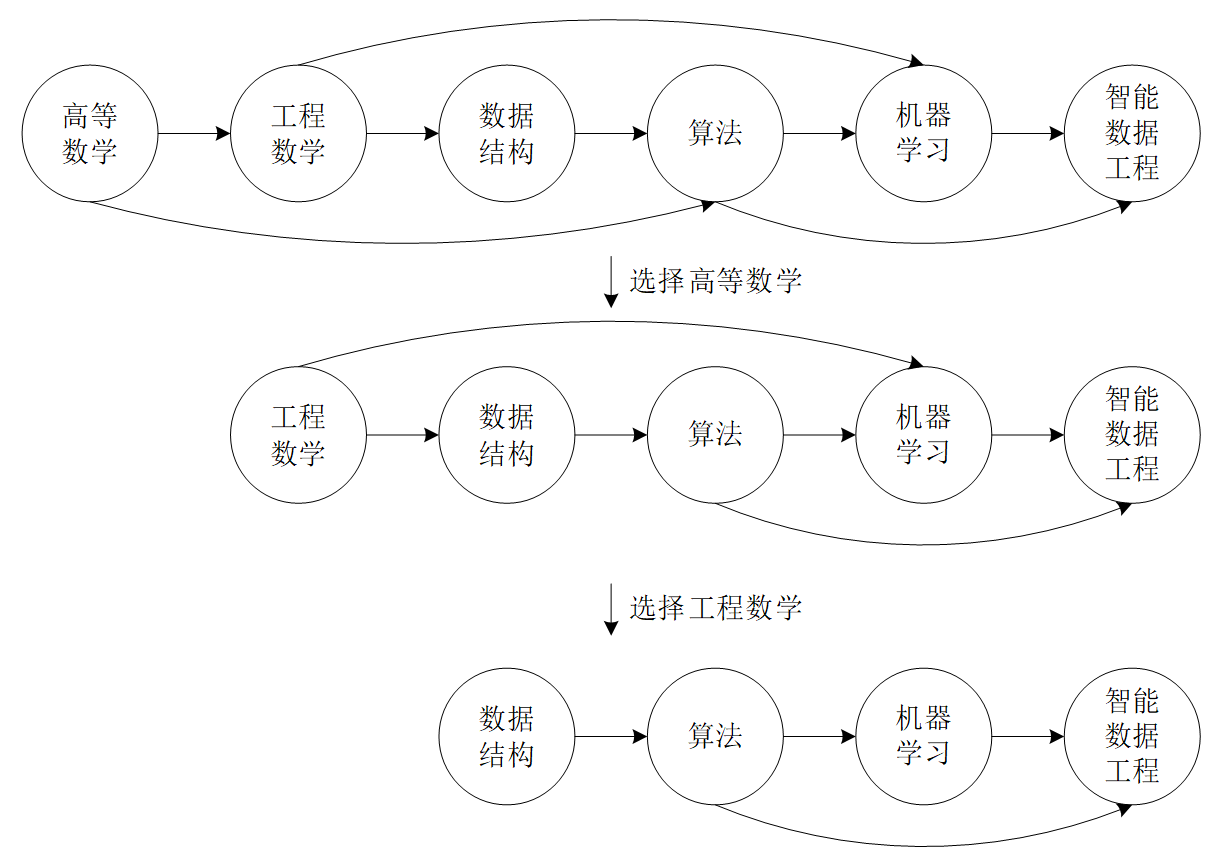 高等
数学
工程
数学
数据
结构
算法
机器
学习
智能
数据
工程
选择高等数学
工程
数学
数据
结构
算法
机器
学习
智能
数据
工程
选择工程数学
数据
结构
算法
机器
学习
智能
数据
工程